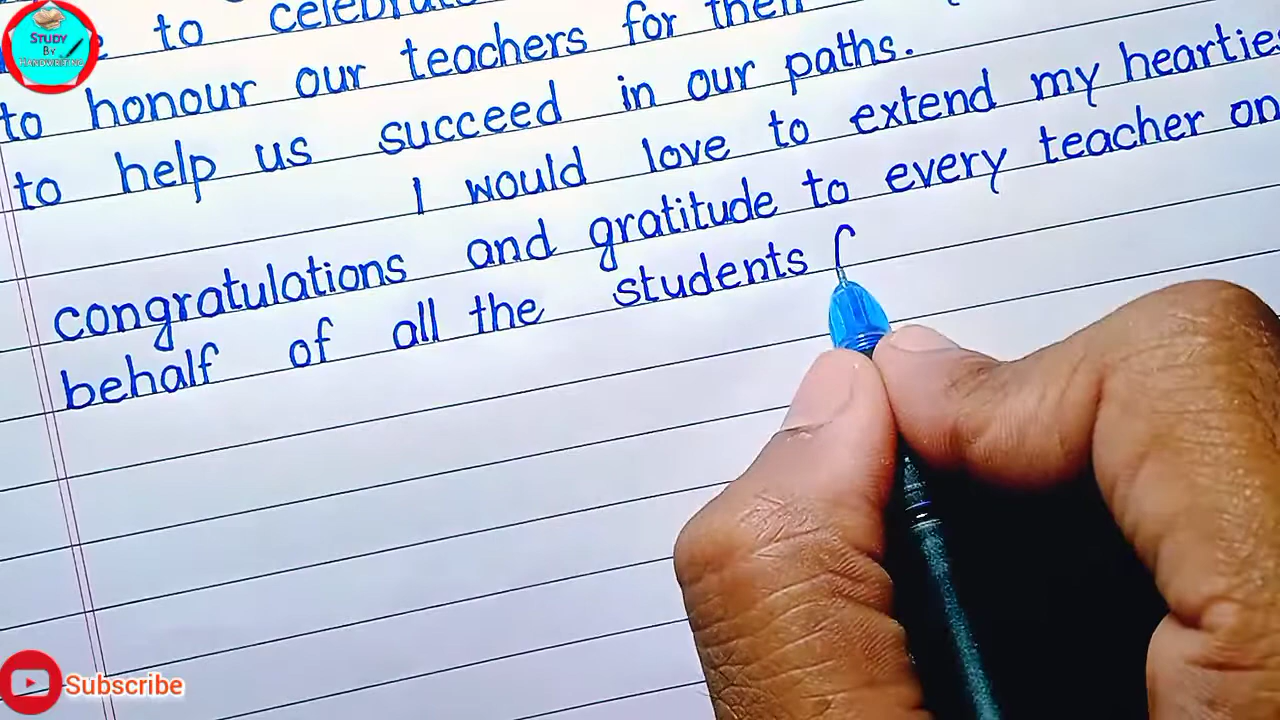 STUDY
BY
HANDWRITING
to celebrate
to honour our teachers for their
to help us succeed in our paths.
I would love to extend my hearties
congratulations and gratitude to every teacher on
behalf of all the students
Subscribe